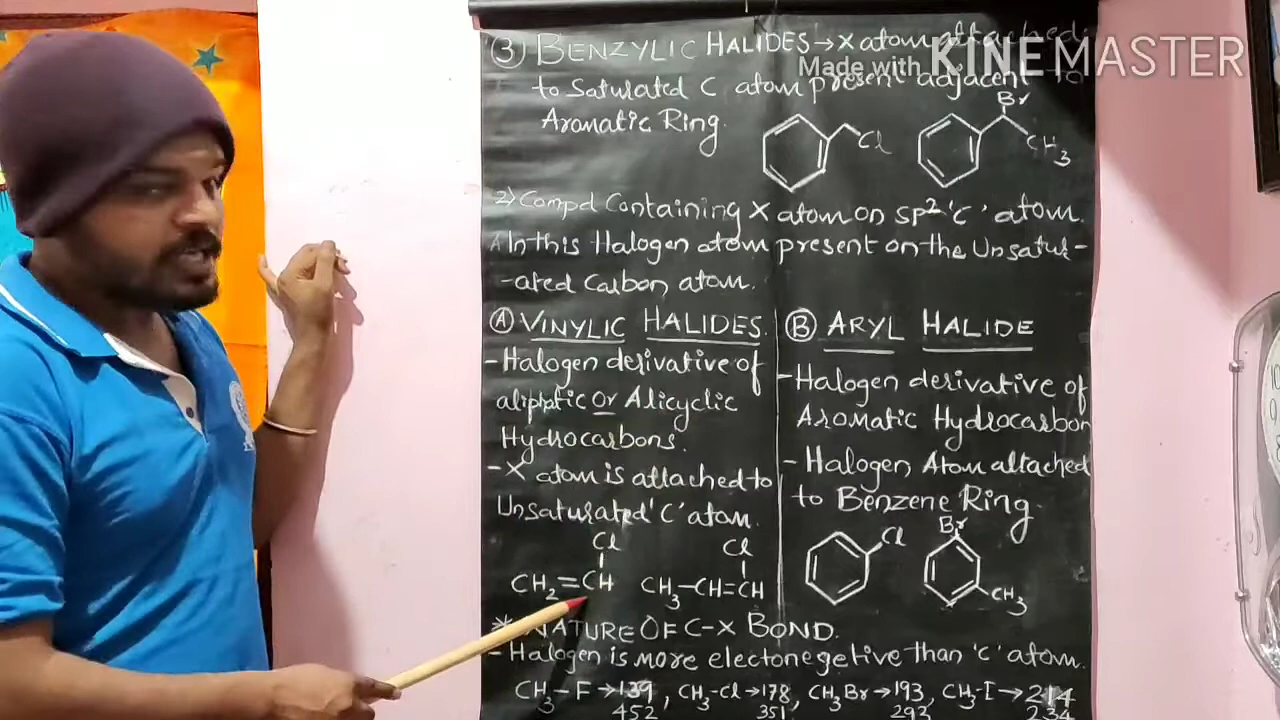 ③ BENZYLIC HALIDES → X atom attached
Made with KINEMASTER
to Saturated C atom present adjacent To
Aromatic Ring.
Cl
Br
CH3
2) Compd Containing X atom on sp² 'C' atom.
In this Halogen atom present on the Unsatur-
-ated Carbon atom.
Ⓐ VINYLIC HALIDES.
- Halogen derivative of
aliphatic or Alicyclic
Hydrocarbons.
- X atom is attached to
Unsaturated 'C' atom.
Cl Cl
CH2=CH CH3-CH=CH
Ⓑ ARYL HALIDE
- Halogen derivative of
Aromatic Hydrocarbon
- Halogen Atom attached
to Benzene Ring.
Cl
Br
CH3
* NATURE OF C-X BOND.
- Halogen is more electonegetive than 'c' atom.
CH3-F → 139, CH3-Cl → 178, CH3Br → 193, CH3-I → 214
452 351 293 234